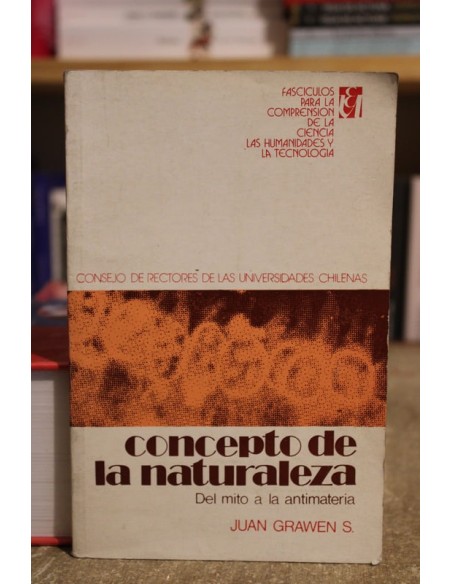 FASCICULOS
PARA LA
COMPRENSION
DE LA
CIENCIA
LAS HUMANIDADES Y
LA TECNOLOGIA
CONSEJO DE RECTORES DE LAS UNIVERSIDADES CHILENAS
concepto de
la naturaleza
Del mito a la antimateria
JUAN GRAWEN S.